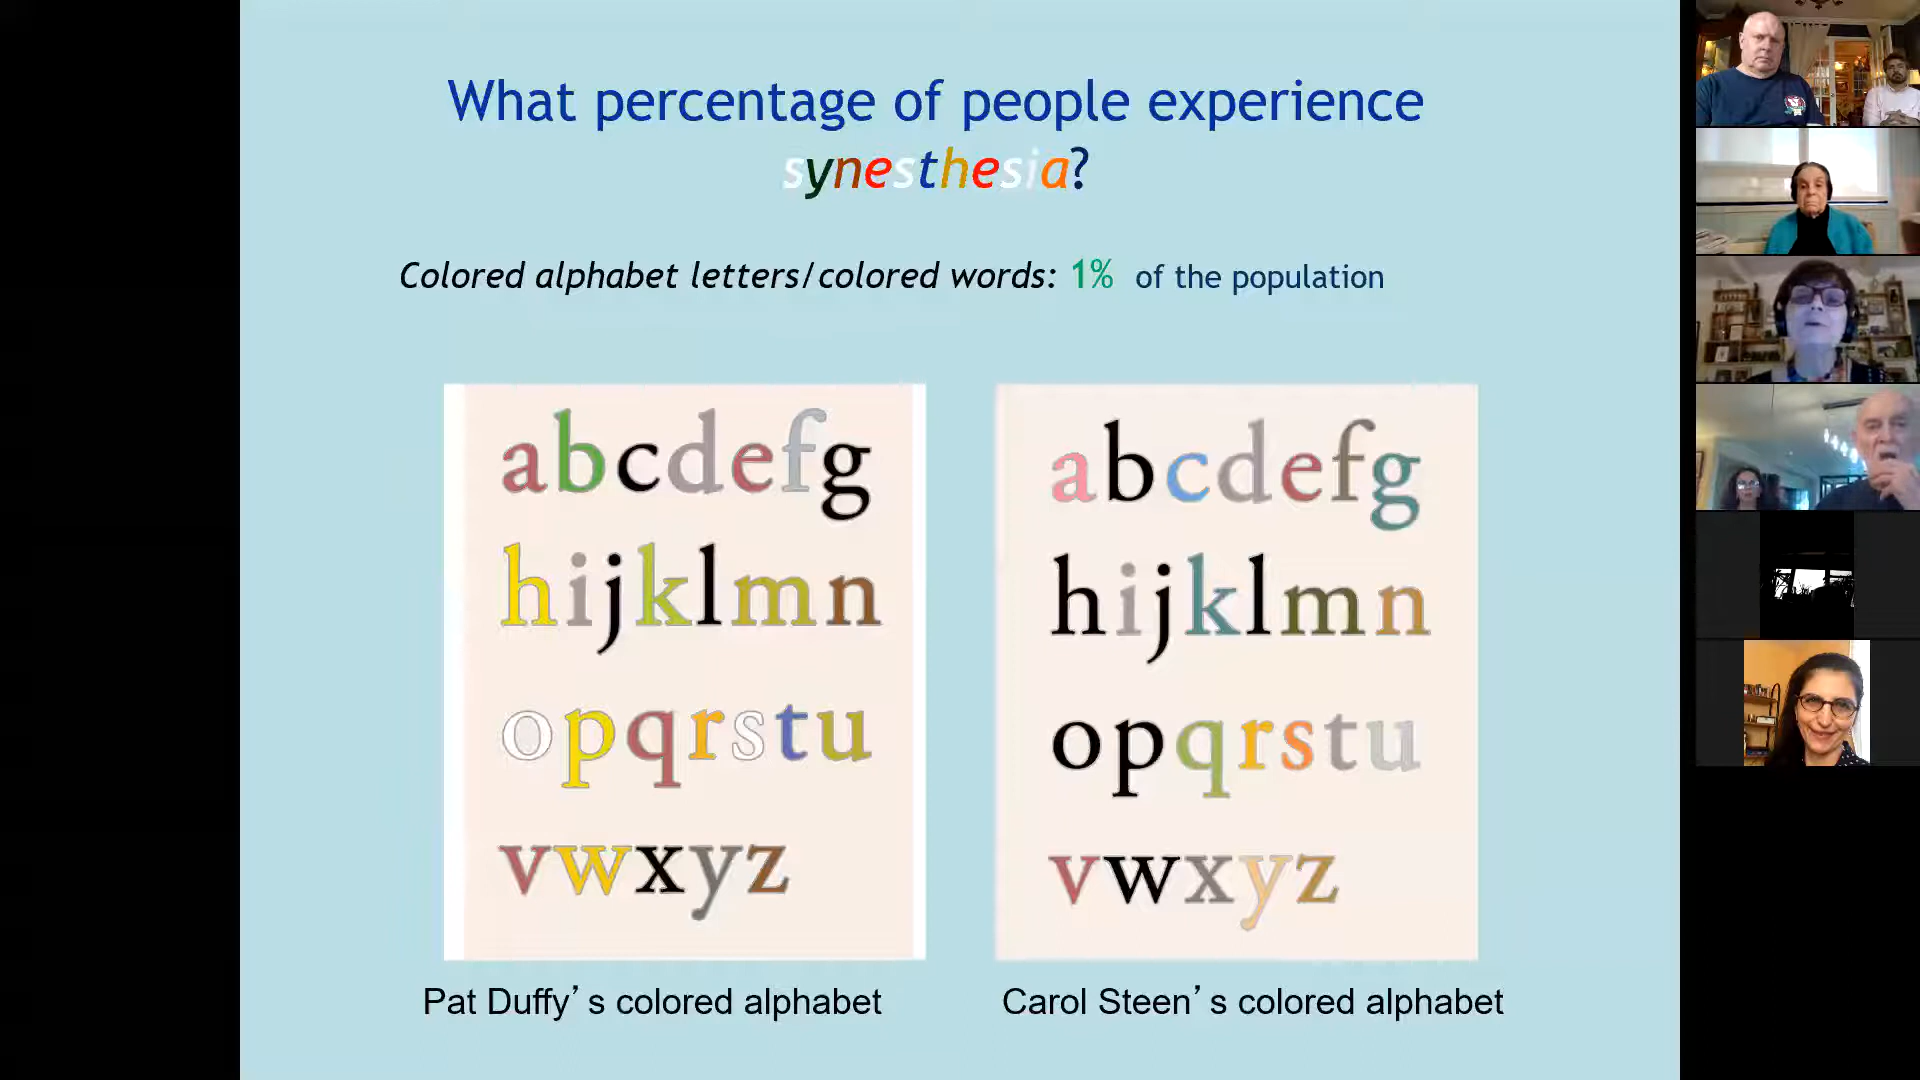 What percentage of people experience
synesthesia?
Colored alphabet letters/colored words: 1% of the population
abcdefg
hijklmn
opqrstu
vwxyz
abcdefg
hijklmn
opqrstu
vwxyz
Pat Duffy’s colored alphabet
Carol Steen’s colored alphabet